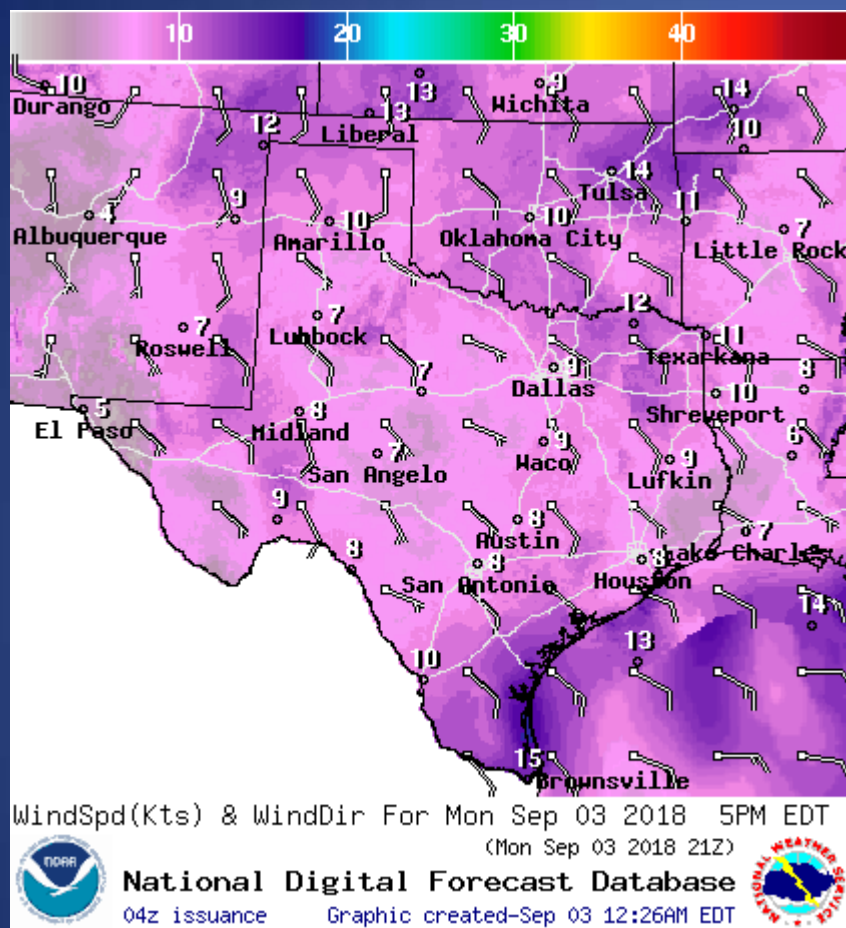 10 20 30 40
10 13 9 14
Durango Wichita
12 13 10
Liberal
14
Tulsa
4 9 10 10 11 7
Albuquerque Amarillo Oklahoma City Little Rock
7 7 12 11
Roswell Lubbock Texarkana
7 9 10 8
Dallas
5 8 Shreveport
El Paso Midland
7 9 9 6
San Angelo Waco Lufkin
9 8 7
Austin Lake Charles
8 8 8
San Antonio Houston
14
10 13
15
Brownsville
WindSpd(Kts) & WindDir For Mon Sep 03 2018 5PM EDT
(Mon Sep 03 2018 21Z)
NOAA
National Digital Forecast Database
04z issuance Graphic created-Sep 03 12:26AM EDT
NATIONAL WEATHER SERVICE